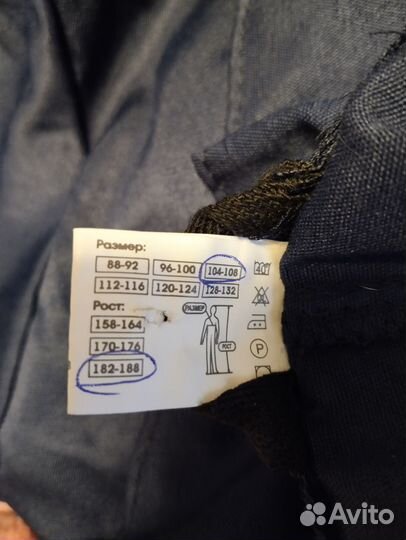 Размер:
88-92 96-100 104-108
112-116 120-124 128-132
Рост:
158-164
170-176
182-188
РАЗМЕР
РОСТ
40°
P
Avito